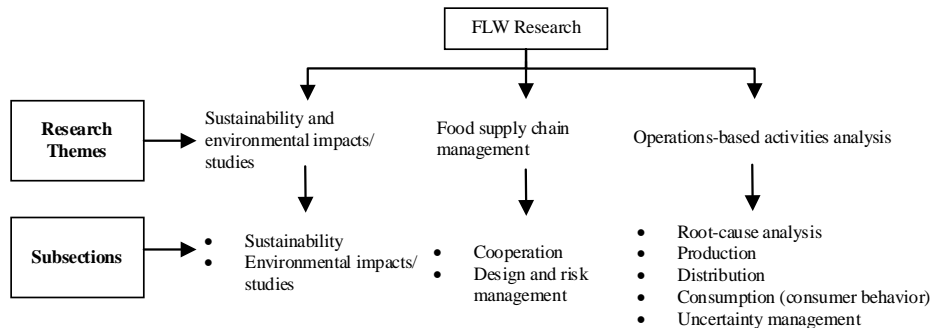 FLW Research
Research
Themes
Sustainability and
environmental impacts/
studies
Food supply chain
management
Operations-based activities analysis
Subsections
• Sustainability
• Environmental impacts/
studies
• Cooperation
• Design and risk
management
• Root-cause analysis
• Production
• Distribution
• Consumption (consumer behavior)
• Uncertainty management